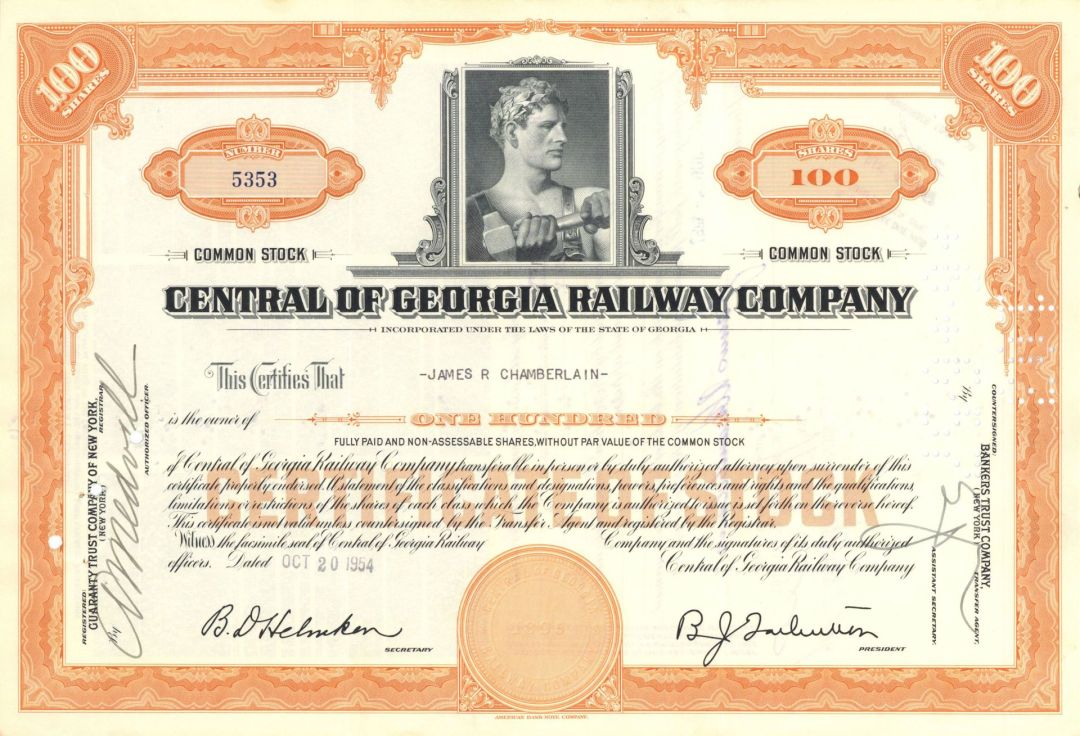 100
SHARES
100
SHARES
NUMBER
5353
SHARES
100
COMMON STOCK
COMMON STOCK
CENTRAL OF GEORGIA RAILWAY COMPANY
INCORPORATED UNDER THE LAWS OF THE STATE OF GEORGIA
This Certifies That -JAMES R CHAMBERLAIN-
is the owner of ONE HUNDRED
FULLY PAID AND NON-ASSESSABLE SHARES, WITHOUT PAR VALUE OF THE COMMON STOCK
of Central of Georgia Railway Company transferable in person or by duly authorized attorney upon surrender of this
certificate properly endorsed. A statement of the classifications and designations, powers, preferences and rights and the qualifications,
limitations or restrictions of the shares of each class which the Company is authorized to issue is set forth on the reverse hereof.
This certificate is not valid unless countersigned by the Transfer Agent and registered by the Registrar.
Witness the facsimile seal of Central of Georgia Railway Company and the signatures of its duly authorized
officers. Dated OCT 20 1954 Central of Georgia Railway Company
CERTIFICATE OF STOCK
B. D. Helmken
SECRETARY
B J
PRESIDENT
REGISTERED:
GUARANTY TRUST COMPANY OF NEW YORK,
(NEW YORK)
REGISTRAR,
By
AUTHORIZED OFFICER.
COUNTERSIGNED:
BANKERS TRUST COMPANY,
(NEW YORK)
TRANSFER AGENT,
By
ASSISTANT SECRETARY.
AMERICAN BANK NOTE COMPANY.